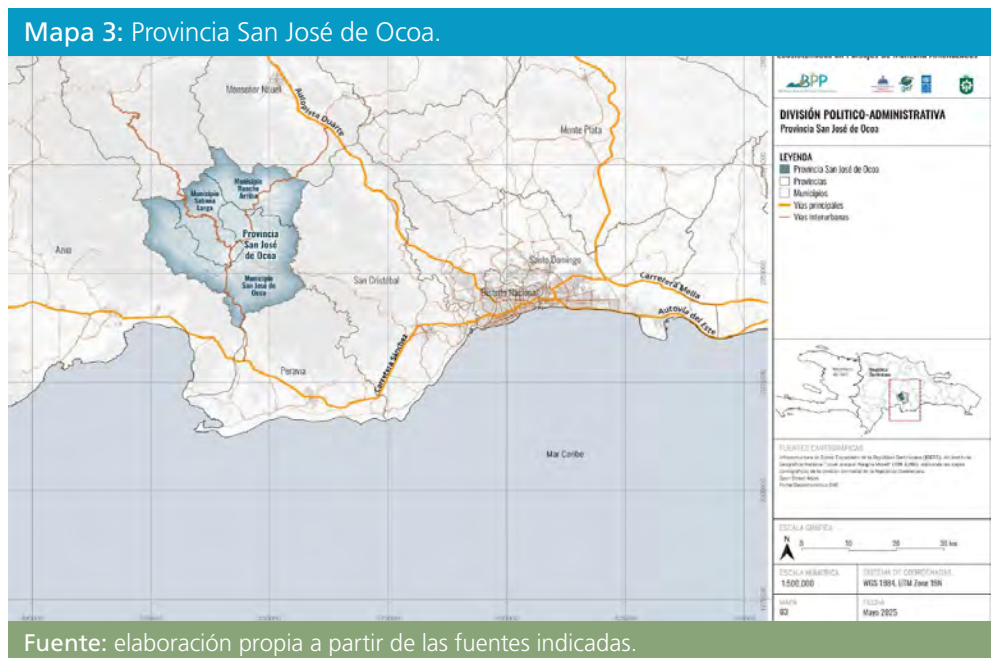 Mapa 3: Provincia San José de Ocoa.
Monseñor Nouel
Autopista Duarte
Monte Plata
Municipio
Rancho
Arriba
Municipio
Sabana
Larga
Provincia
San José
de Ocoa
Azua
Municipio
San José de
Ocoa
San Cristóbal
Santo Domingo
Distrito Nacional
Carretera Mella
Autovía del Este
Carretera Sánchez
Peravia
Mar Caribe
BPP
DIVISIÓN POLITICO-ADMINISTRATIVA
Provincia San José de Ocoa
LEYENDA
Provincia San José de Ocoa
Provincias
Municipios
Vías principales
Vías interurbanas
República
Dominicana
FUENTES CARTOGRÁFICAS
ESCALA GRÁFICA
N
0 10 20 30 km
ESCALA NUMÉRICA
1:500,000
SISTEMA DE COORDENADAS
WGS 1984, UTM Zone 19N
MAPA
03
FECHA
Mayo 2025
Fuente: elaboración propia a partir de las fuentes indicadas.